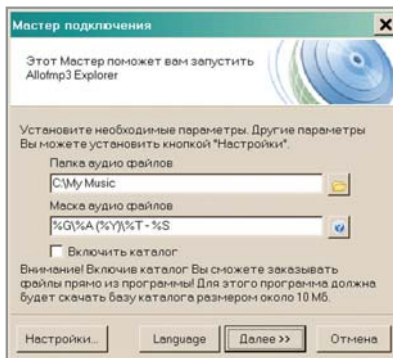 Мастер подключения
Этот Мастер поможет вам запустить
Allofmp3 Explorer
Установите необходимые параметры. Другие параметры
Вы можете установить кнопкой "Настройки".
Папка аудио файлов
C:\My Music
Маска аудио файлов
%G\%A (%Y)\%T - %S
Включить каталог
Внимание! Включив каталог Вы сможете заказывать
файлы прямо из программы! Для этого программа должна
будет скачать базу каталога размером около 10 Мб.
Настройки... Language Далее >> Отмена